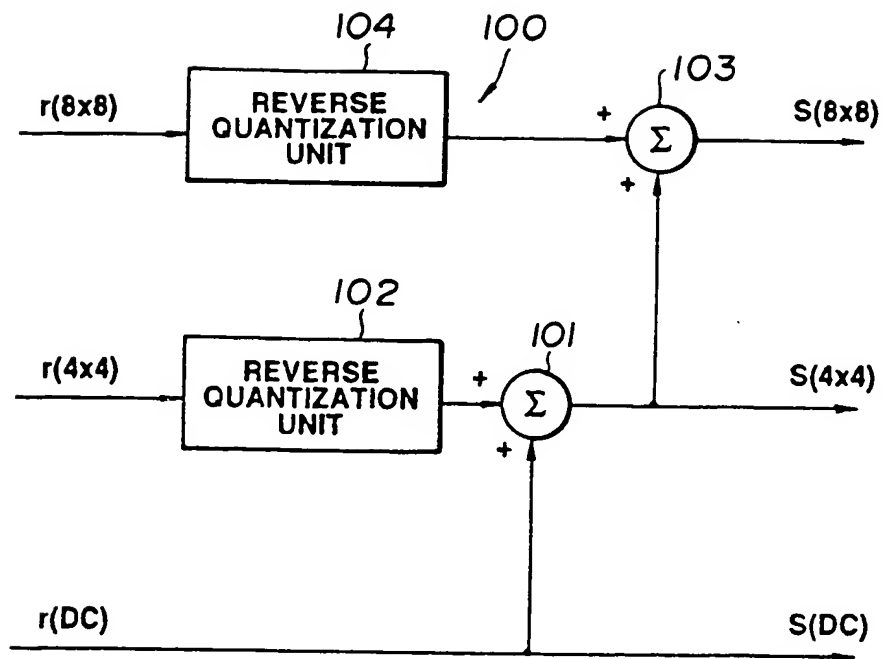 104
100
103
r(8x8)
REVERSE
QUANTIZATION
UNIT
+
Σ
S(8x8)
+
102
101
r(4x4)
REVERSE
QUANTIZATION
UNIT
+
Σ
S(4x4)
+
r(DC)
S(DC)